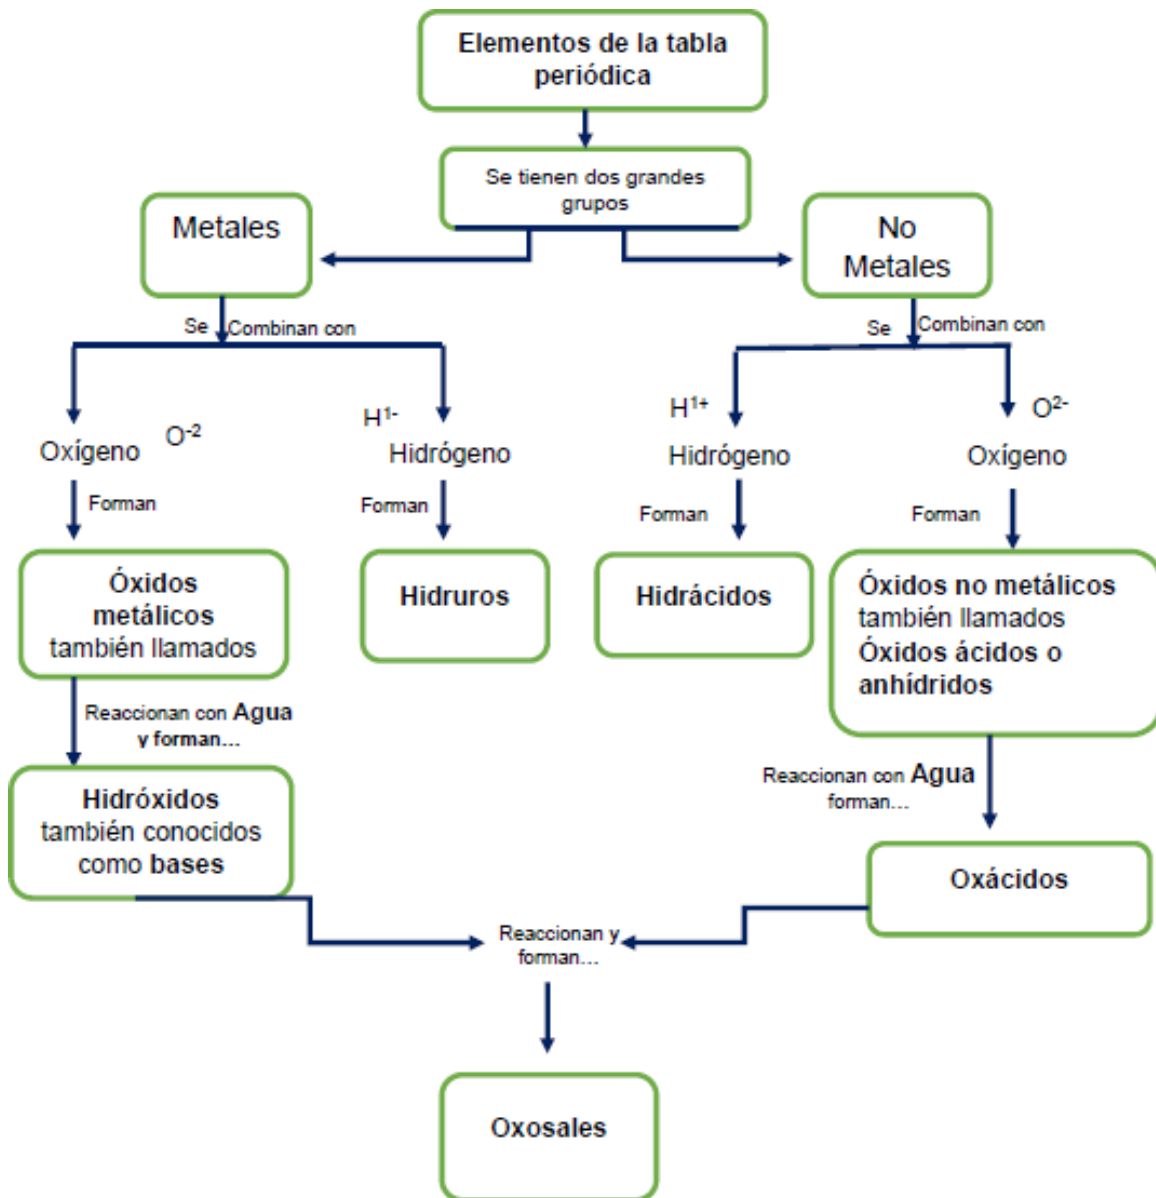 Elementos de la tabla
periódica
Se tienen dos grandes
grupos
Metales
No
Metales
Se Combinan con
Se Combinan con
O⁻²
Oxígeno
H¹⁻
Hidrógeno
H¹⁺
Hidrógeno
O²⁻
Oxígeno
Forman
Forman
Forman
Forman
Óxidos
metálicos
también llamados
Hidruros
Hidrácidos
Óxidos no metálicos
también llamados
Óxidos ácidos o
anhídridos
Reaccionan con Agua
y forman...
Reaccionan con Agua
forman...
Hidróxidos
también conocidos
como bases
Oxácidos
Reaccionan y
forman...
Oxosales